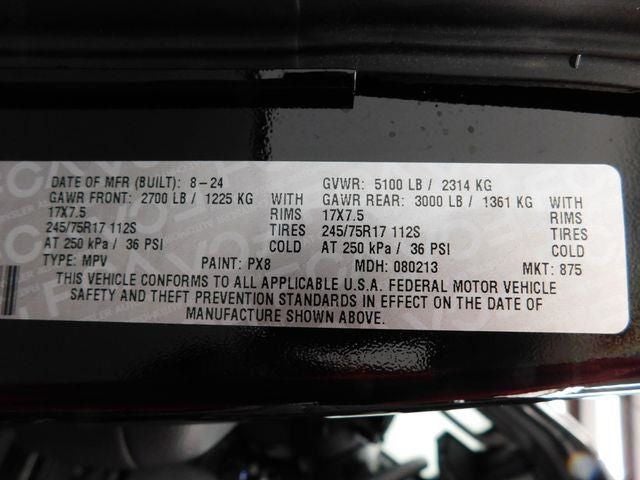 DATE OF MFR (BUILT): 8-24 GVWR: 5100 LB / 2314 KG
GAWR FRONT: 2700 LB / 1225 KG WITH GAWR REAR: 3000 LB / 1361 KG WITH
17X7.5 RIMS 17X7.5 RIMS
245/75R17 112S TIRES 245/75R17 112S TIRES
AT 250 kPa / 36 PSI COLD AT 250 kPa / 36 PSI COLD
TYPE: MPV PAINT: PX8 MDH: 080213 MKT: 875
THIS VEHICLE CONFORMS TO ALL APPLICABLE U.S.A. FEDERAL MOTOR VEHICLE
SAFETY AND THEFT PREVENTION STANDARDS IN EFFECT ON THE DATE OF
MANUFACTURE SHOWN ABOVE.